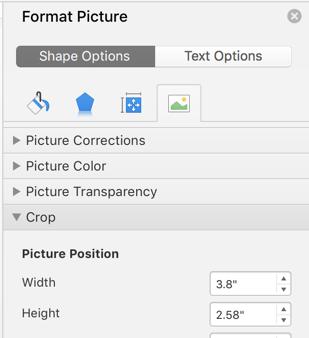 Format Picture
Shape Options Text Options
Picture Corrections
Picture Color
Picture Transparency
Crop
Picture Position
Width 3.8"
Height 2.58"